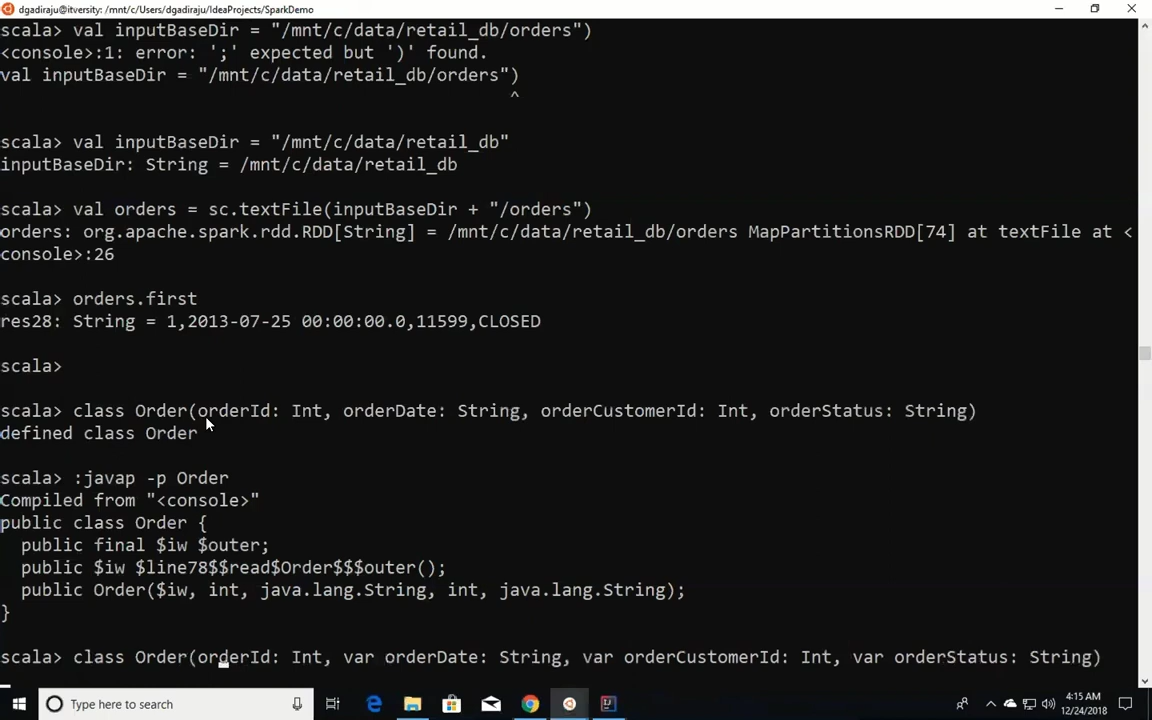 dgadiraju@itversity: /mnt/c/Users/dgadiraju/IdeaProjects/SparkDemo
scala> val inputBaseDir = "/mnt/c/data/retail_db/orders")
<console>:1: error: ';' expected but ')' found.
val inputBaseDir = "/mnt/c/data/retail_db/orders")
^
scala> val inputBaseDir = "/mnt/c/data/retail_db"
inputBaseDir: String = /mnt/c/data/retail_db
scala> val orders = sc.textFile(inputBaseDir + "/orders")
orders: org.apache.spark.rdd.RDD[String] = /mnt/c/data/retail_db/orders MapPartitionsRDD[74] at textFile at <
console>:26
scala> orders.first
res28: String = 1,2013-07-25 00:00:00.0,11599,CLOSED
scala>
scala> class Order(orderId: Int, orderDate: String, orderCustomerId: Int, orderStatus: String)
defined class Order
scala> :javap -p Order
Compiled from "<console>"
public class Order {
public final $iw $outer;
public $iw $line78$$read$Order$$$outer();
public Order($iw, int, java.lang.String, int, java.lang.String);
}
scala> class Order(orderId: Int, var orderDate: String, var orderCustomerId: Int, var orderStatus: String)
Type here to search
4:15 AM
12/24/2018